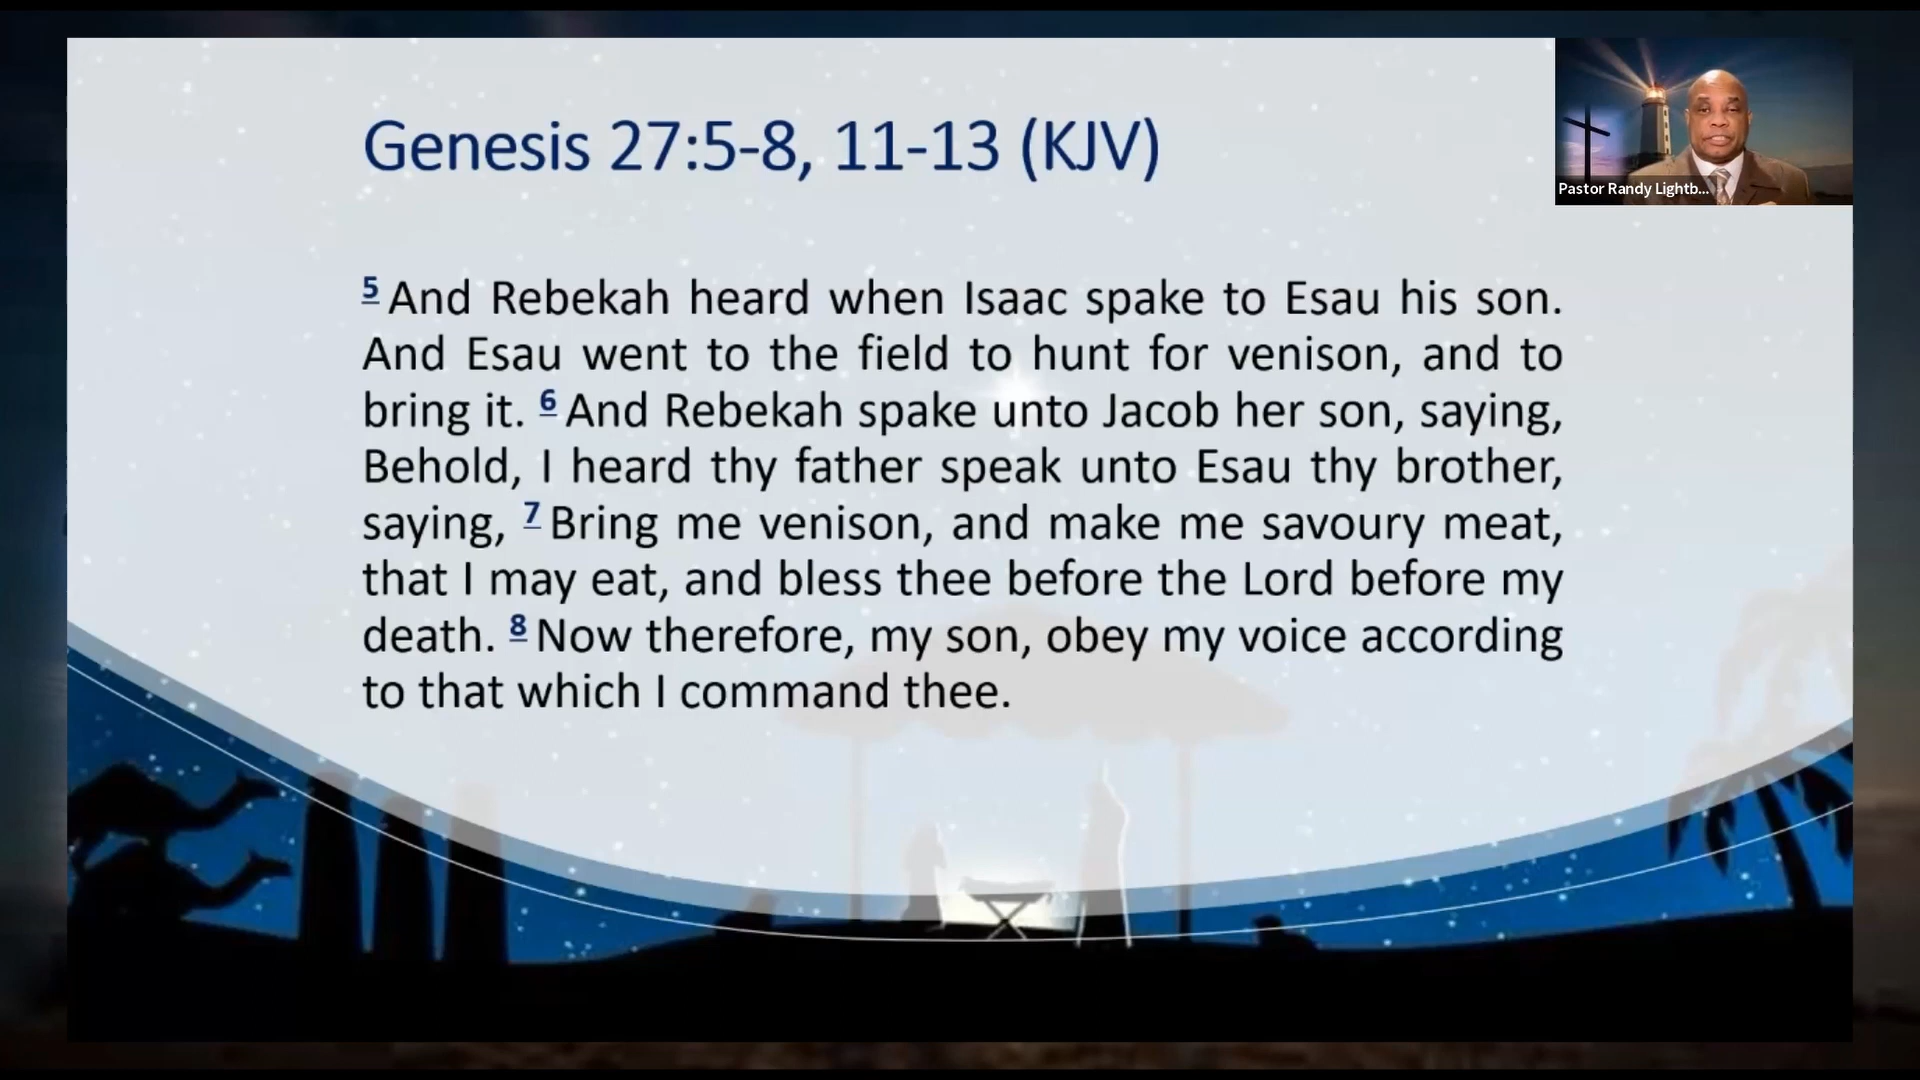 Genesis 27:5-8, 11-13 (KJV)
Pastor Randy Lightb...
5 And Rebekah heard when Isaac spake to Esau his son.
And Esau went to the field to hunt for venison, and to
bring it. 6 And Rebekah spake unto Jacob her son, saying,
Behold, I heard thy father speak unto Esau thy brother,
saying, 7 Bring me venison, and make me savoury meat,
that I may eat, and bless thee before the Lord before my
death. 8 Now therefore, my son, obey my voice according
to that which I command thee.